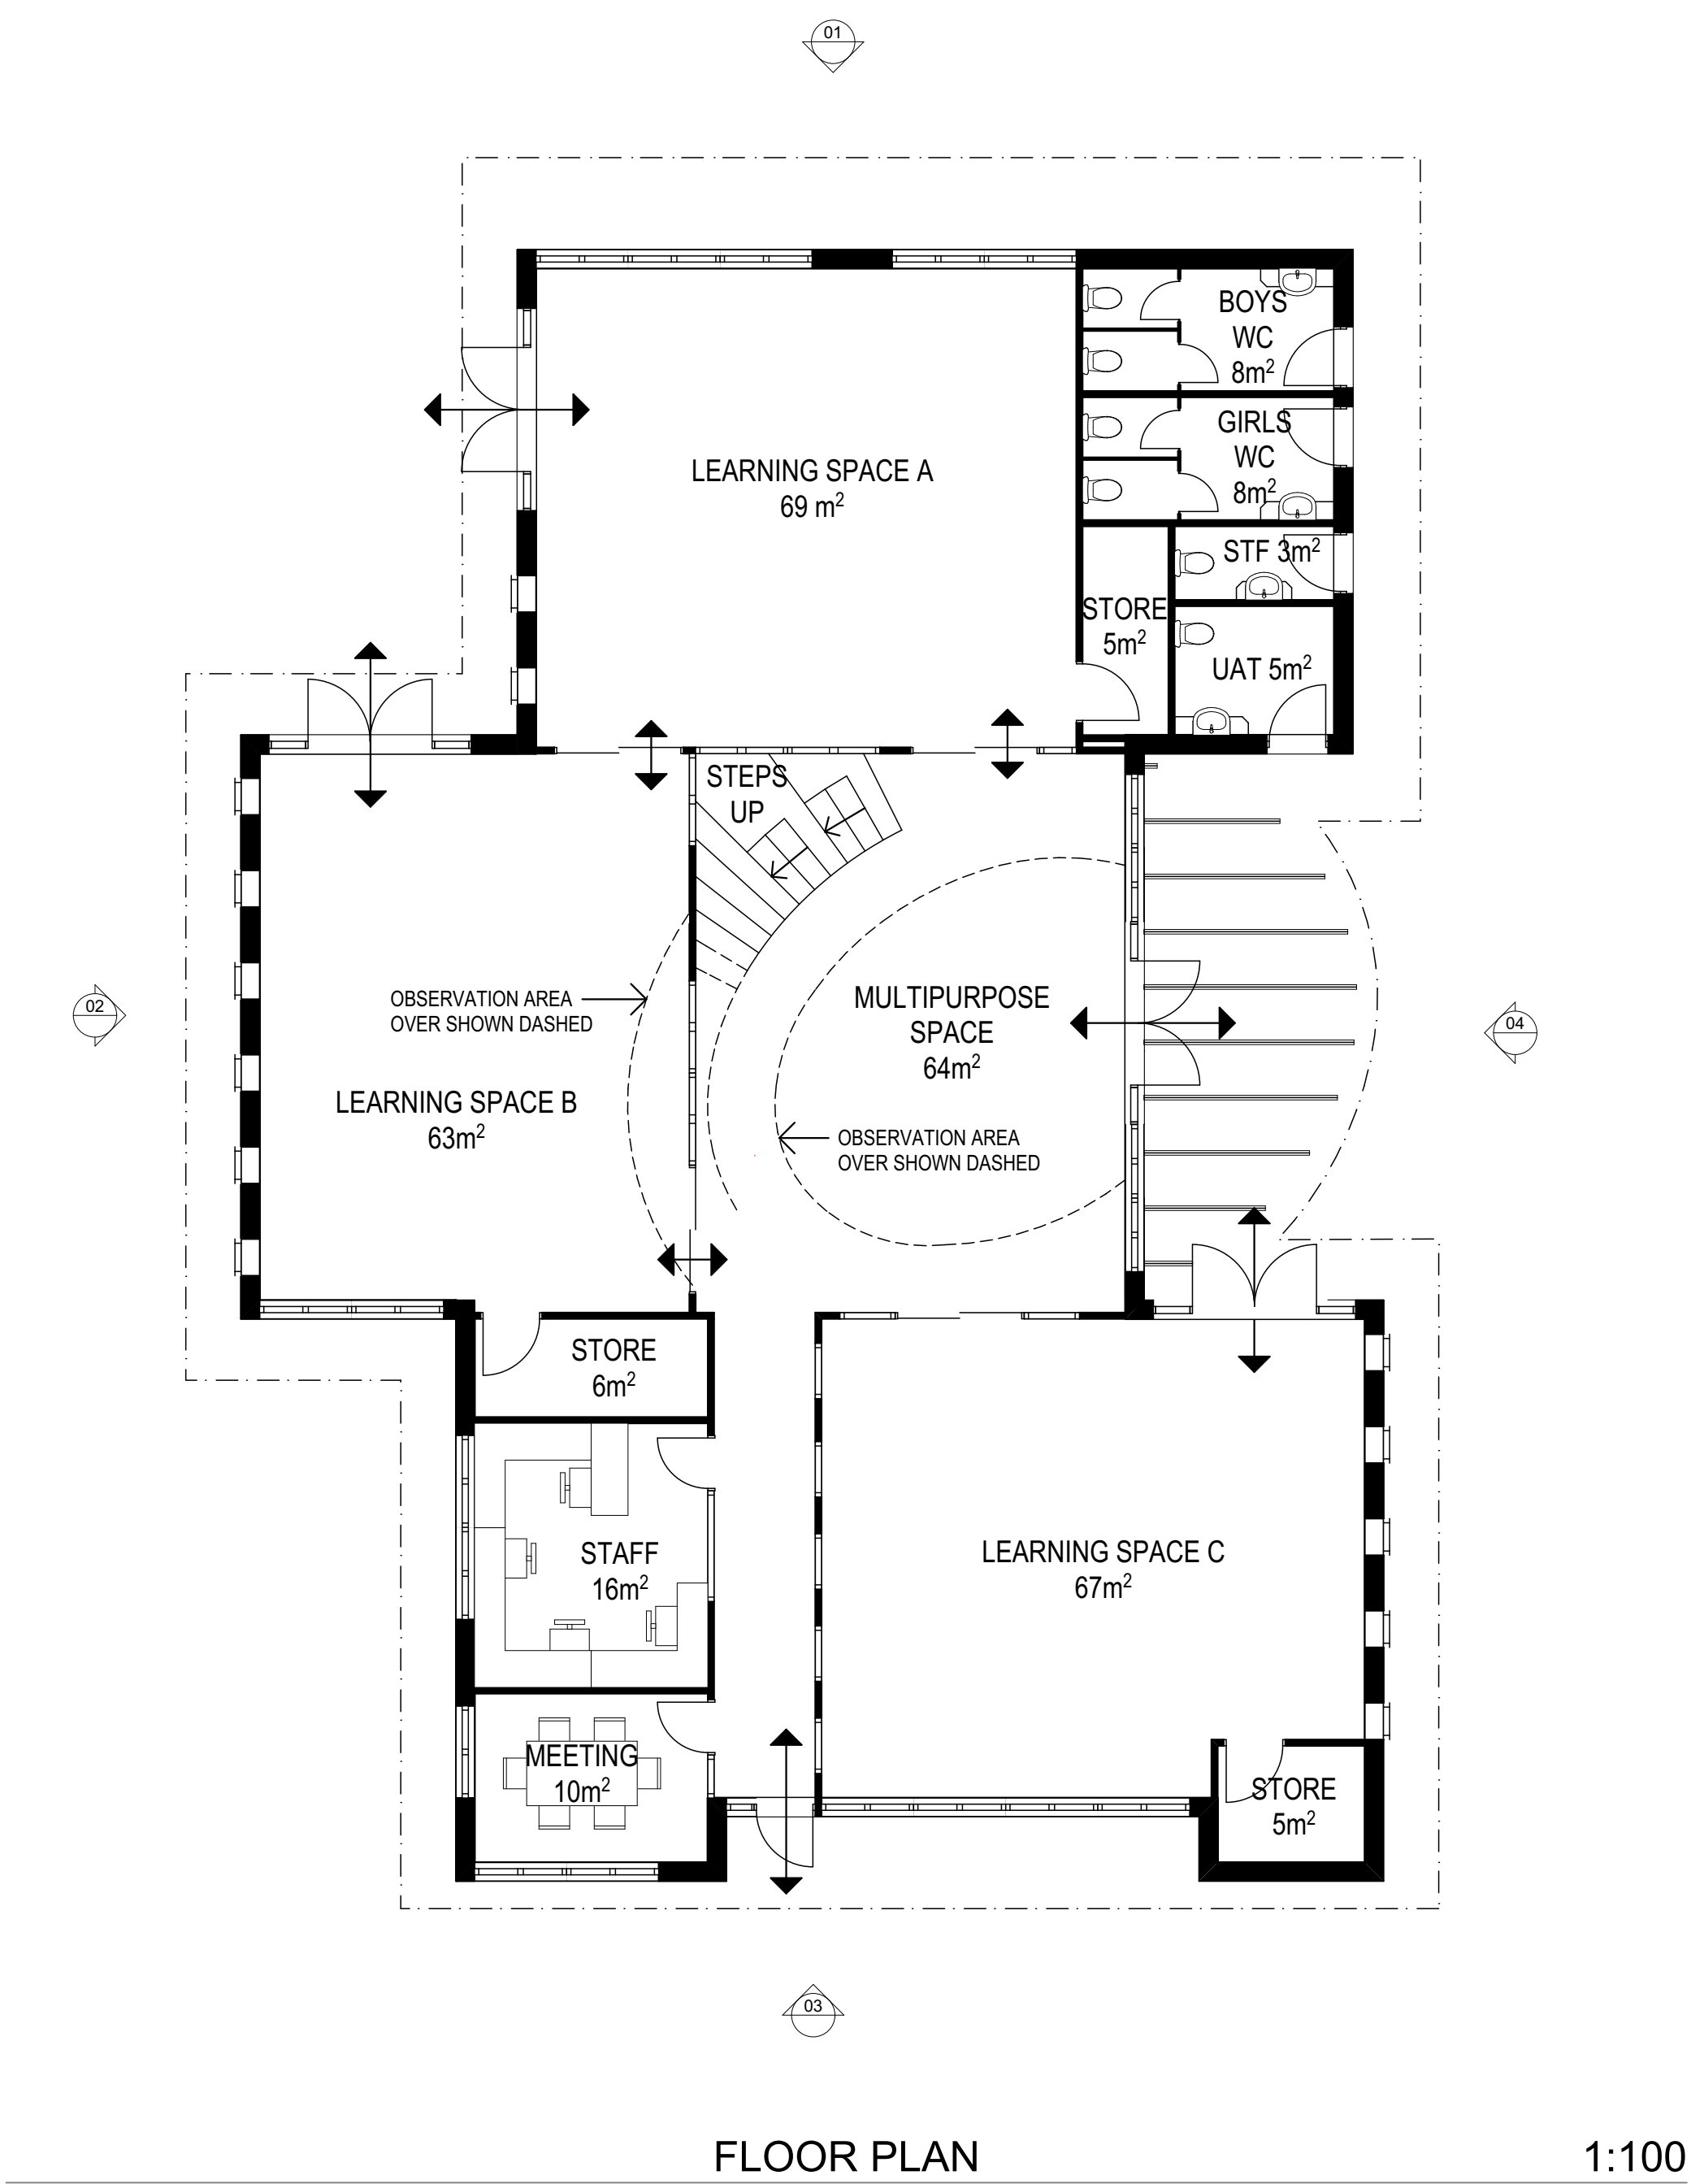 01
BOYS
WC
8m²
GIRLS
WC
8m²
LEARNING SPACE A
69 m²
STF 3m²
STORE
5m²
UAT 5m²
STEPS
UP
OBSERVATION AREA
OVER SHOWN DASHED
MULTIPURPOSE
SPACE
64m²
02
04
LEARNING SPACE B
63m²
OBSERVATION AREA
OVER SHOWN DASHED
STORE
6m²
STAFF
16m²
LEARNING SPACE C
67m²
MEETING
10m²
STORE
5m²
03
FLOOR PLAN
1:100